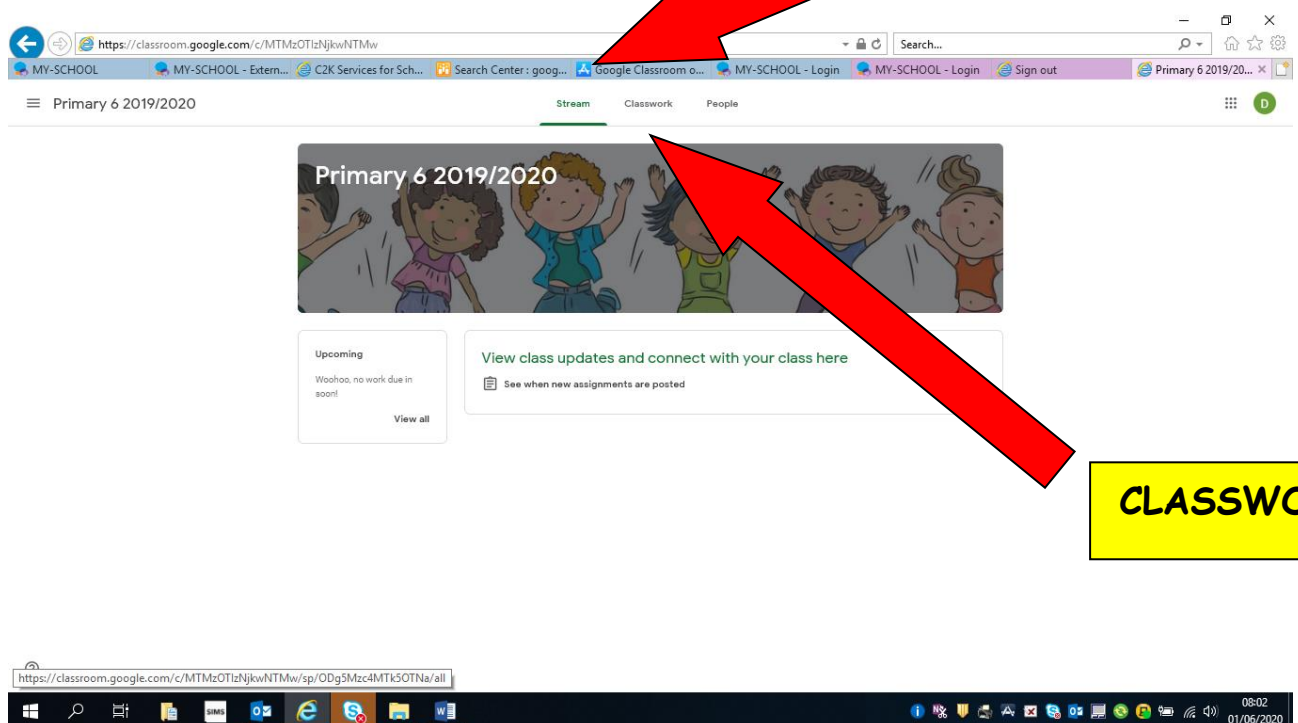 https://classroom.google.com/c/MTMzOTIzNjkwNTMw
Search...
MY-SCHOOL
MY-SCHOOL - Extern...
C2K Services for Sch...
Search Center : goog...
Google Classroom o...
MY-SCHOOL - Login
MY-SCHOOL - Login
Sign out
Primary 6 2019/20...
Primary 6 2019/2020
Stream
Classwork
People
D
Primary 6 2019/2020
Upcoming
Woohoo, no work due in
soon!
View all
View class updates and connect with your class here
See when new assignments are posted
CLASSWO
https://classroom.google.com/c/MTMzOTIzNjkwNTMw/sp/ODg5Mzc4MTk5OTNa/all
SIMS
08:02
01/06/2020